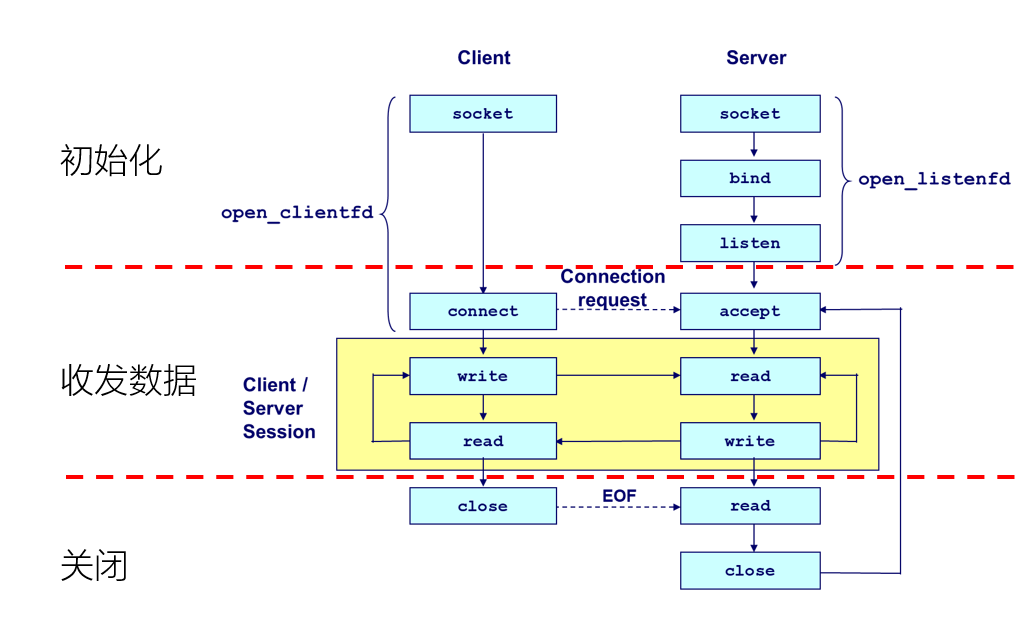 Client
Server
socket
socket
初始化
bind
open_listenfd
open_clientfd
listen
Connection
request
connect
accept
收发数据
Client /
Server
Session
write
read
read
write
close
EOF
read
关闭
close